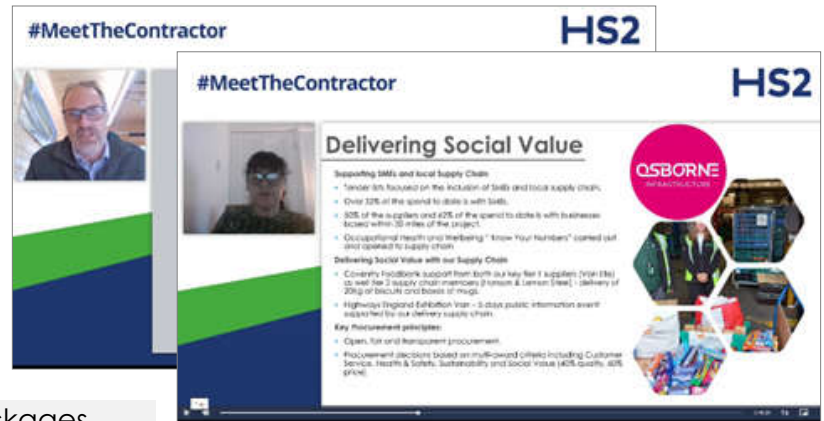 #MeetTheContractor
HS2
#MeetTheContractor
HS2
Delivering Social Value
OSBORNE
INFRASTRUCTURE
Supporting SMEs and local Supply Chain
Tender lists focused on the inclusion of SMEs and local supply chain.
Over 32% of the spend to date is with SMEs.
50% of the suppliers and 62% of the spend to date is with businesses
based within 20 miles of the project.
Occupational Health and Wellbeing " Know Your Numbers" carried out
and opened to supply chain
Delivering Social Value with our Supply Chain
Coventry Foodbank support from both our key tier 1 suppliers
as well tier 2 supply chain members - delivery of
20kg of biscuits and boxes of mugs.
Highways England Exhibition Van – 5 days public information event
supported by our delivery supply chain.
Key Procurement principles:
Open, fair and transparent procurement.
Procurement decisions based on multi-award criteria including Customer
Service, Health & Safety, Sustainability and Social Value (40% quality, 60%
price)
ckages